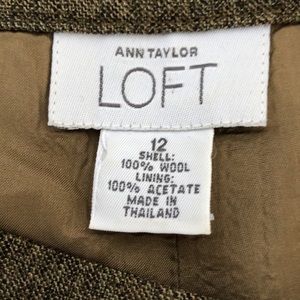 ANN TAYLOR
LOFT
12
SHELL:
100% WOOL
LINING:
100% ACETATE
MADE IN
THAILAND